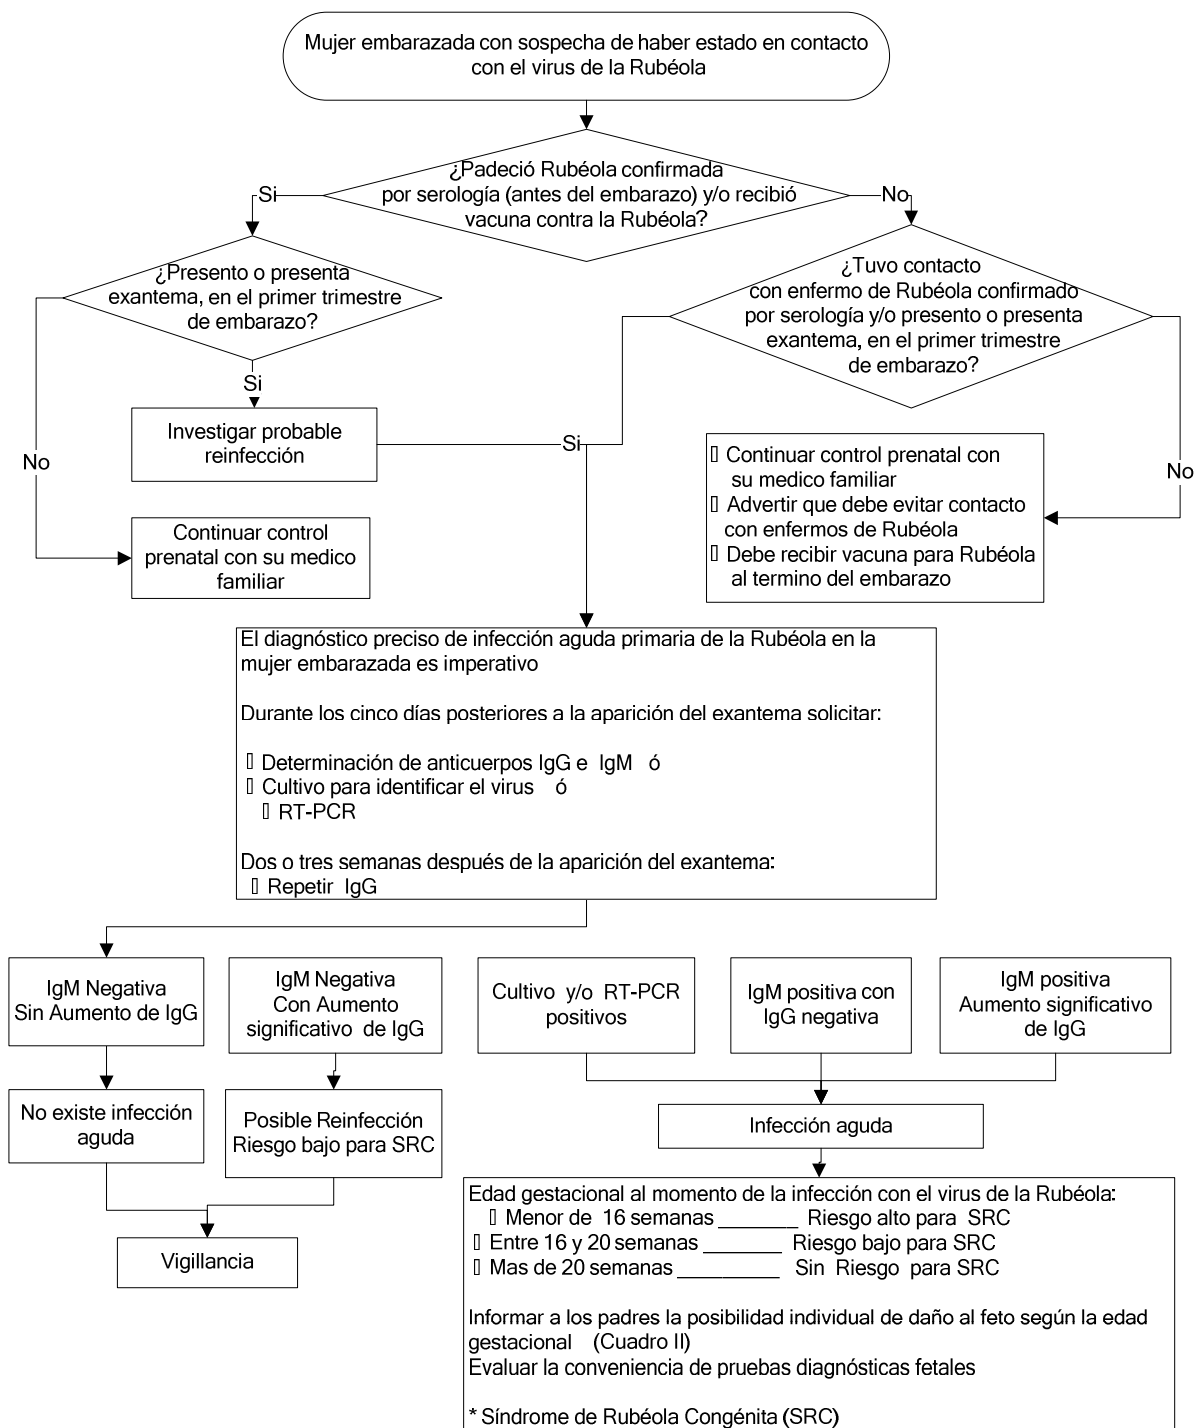 Mujer embarazada con sospecha de haber estado en contacto
con el virus de la Rubéola
¿Padeció Rubéola confirmada
por serología (antes del embarazo) y/o recibió
vacuna contra la Rubéola?
Si
No
¿Presento o presenta
exantema, en el primer trimestre
de embarazo?
¿Tuvo contacto
con enfermo de Rubéola confirmado
por serología y/o presento o presenta
exantema, en el primer trimestre
de embarazo?
Si
Investigar probable
reinfección
Si
No
No
Continuar control prenatal con
su medico familiar
Advertir que debe evitar contacto
con enfermos de Rubéola
Debe recibir vacuna para Rubéola
al termino del embarazo
Continuar control
prenatal con su medico
familiar
El diagnóstico preciso de infección aguda primaria de la Rubéola en la
mujer embarazada es imperativo
Durante los cinco días posteriores a la aparición del exantema solicitar:
Determinación de anticuerpos IgG e IgM ó
Cultivo para identificar el virus ó
RT-PCR
Dos o tres semanas después de la aparición del exantema:
Repetir IgG
IgM Negativa
Sin Aumento de IgG
IgM Negativa
Con Aumento
significativo de IgG
Cultivo y/o RT-PCR
positivos
IgM positiva con
IgG negativa
IgM positiva
Aumento significativo
de IgG
No existe infección
aguda
Posible Reinfección
Riesgo bajo para SRC
Infección aguda
Vigillancia
Edad gestacional al momento de la infección con el virus de la Rubéola:
Menor de 16 semanas _______ Riesgo alto para SRC
Entre 16 y 20 semanas _______ Riesgo bajo para SRC
Mas de 20 semanas _________ Sin Riesgo para SRC
Informar a los padres la posibilidad individual de daño al feto según la edad
gestacional (Cuadro II)
Evaluar la conveniencia de pruebas diagnósticas fetales
* Síndrome de Rubéola Congénita (SRC)